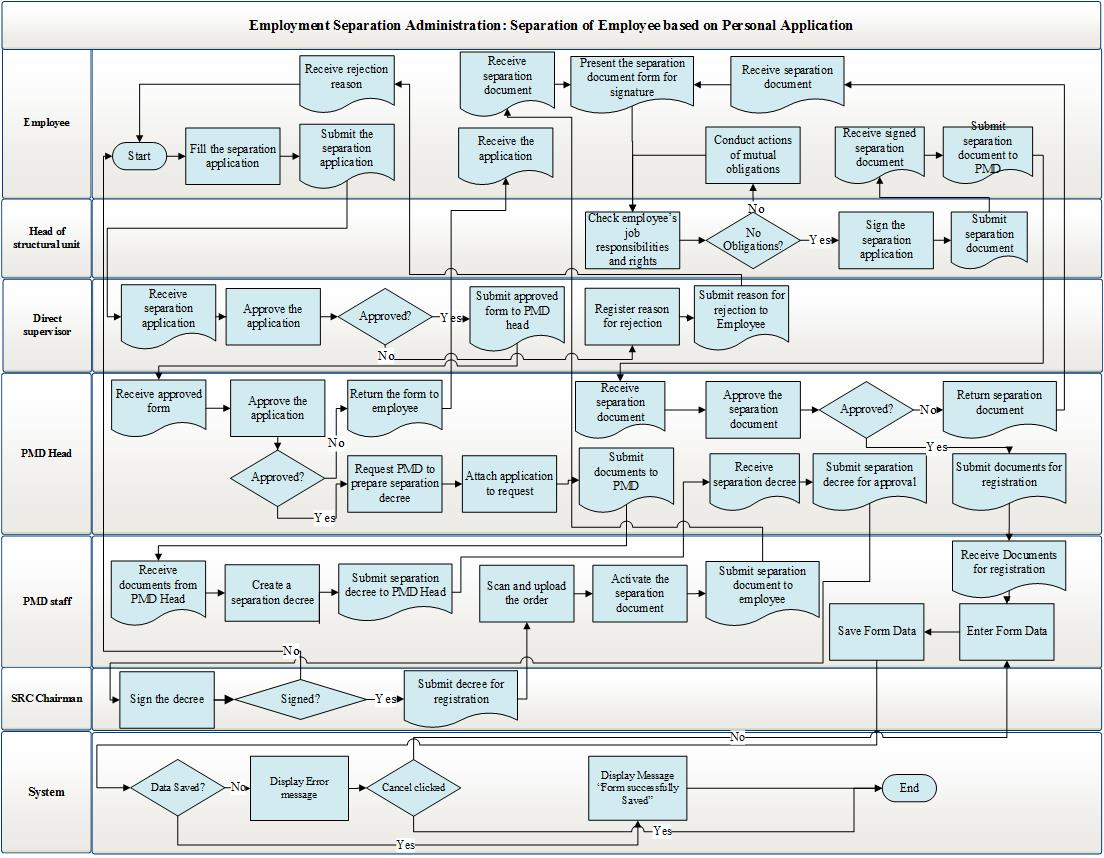 Employment Separation Administration: Separation of Employee based on Personal Application
Employee
Receive rejection
reason
Receive
separation
document
Present the separation
document form for
signature
Receive separation
document
Start
Fill the separation
application
Submit the
separation
application
Receive the
application
Conduct actions
of mutual
obligations
Receive signed
separation
document
Submit
separation
document to
PMD
Head of
structural unit
Check employee's
job
responsibilities
and rights
No
No
Obligations?
Yes
Sign the
separation
application
Submit
separation
document
Direct
supervisor
Receive
separation
application
Approve the
application
Approved?
Yes
No
Submit approved
form to PMD
head
Register reason
for rejection
Submit reason for
rejection to
Employee
PMD Head
Receive approved
form
Approve the
application
Return the form to
employee
No
Approved?
Yes
Request PMD to
prepare separation
decree
Attach application
to request
Submit
documents to
PMD
Receive
separation
document
Approve the
separation
document
Approved?
No
Return separation
document
Yes
Receive
separation decree
Submit separation
decree for approval
Submit documents for
registration
PMD staff
Receive
documents from
PMD Head
Create a
separation decree
Submit separation
decree to PMD Head
Scan and upload
the order
Activate the
separation
document
Submit separation
document to
employee
Receive Documents
for registration
Save Form Data
Enter Form Data
No
SRC Chairman
Sign the decree
Signed?
Yes
Submit decree for
registration
System
Data Saved?
No
Display Error
message
Cancel clicked
No
Display Message
“Form successfully
Saved”
End
Yes
Yes